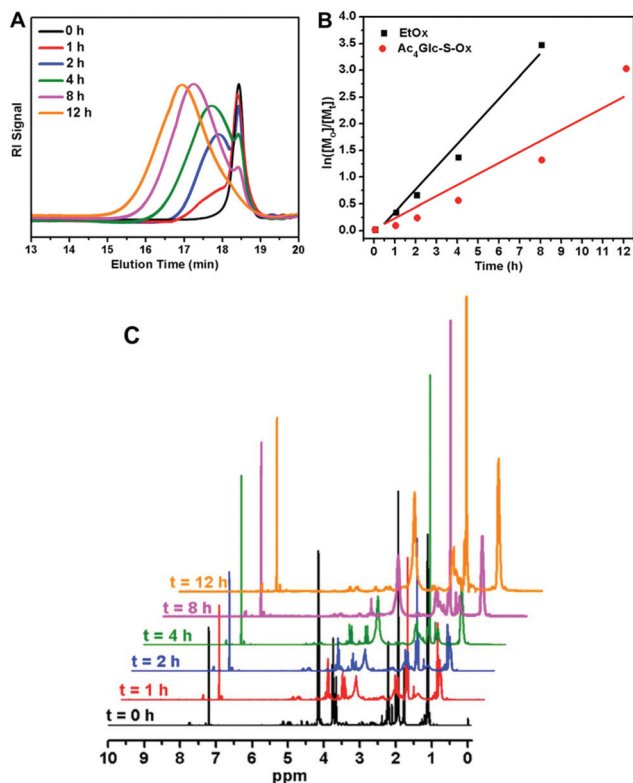 A
0 h
1 h
2 h
4 h
8 h
12 h
RI Signal
13 14 15 16 17 18 19 20
Elution Time (min)
B
EtOx
Ac4Glc-S-Ox
ln([M0]/[Mt])
3.5
3.0
2.5
2.0
1.5
1.0
0.5
0.0
0 1 2 3 4 5 6 7 8 9 10 11 12
Time (h)
C
t = 12 h
t = 8 h
t = 4 h
t = 2 h
t = 1 h
t = 0 h
10 9 8 7 6 5 4 3 2 1 0
ppm